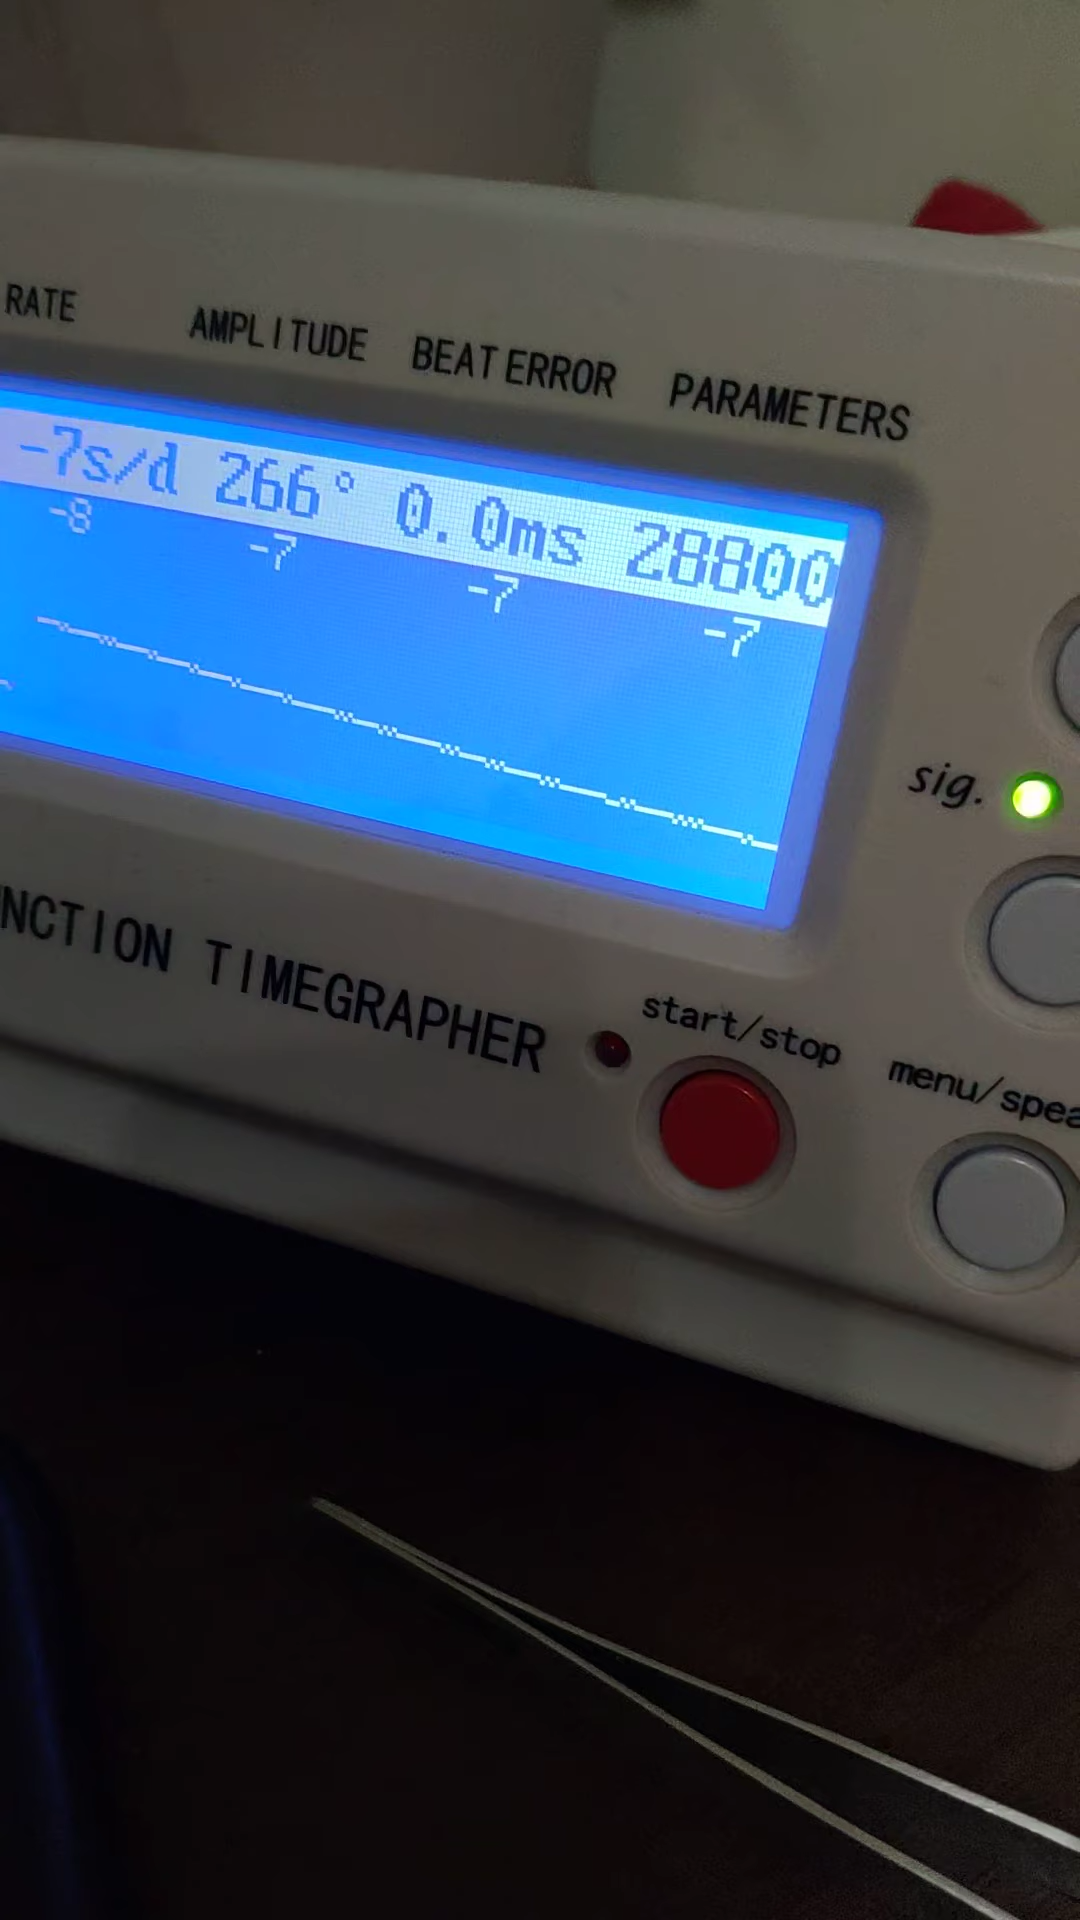 RATE AMPLITUDE BEAT ERROR PARAMETERS
-7s/d 266° 0.0ms 28800
-8 -7 -7 -7
sig.
NCTION TIMEGRAPHER
start/stop
menu/spea